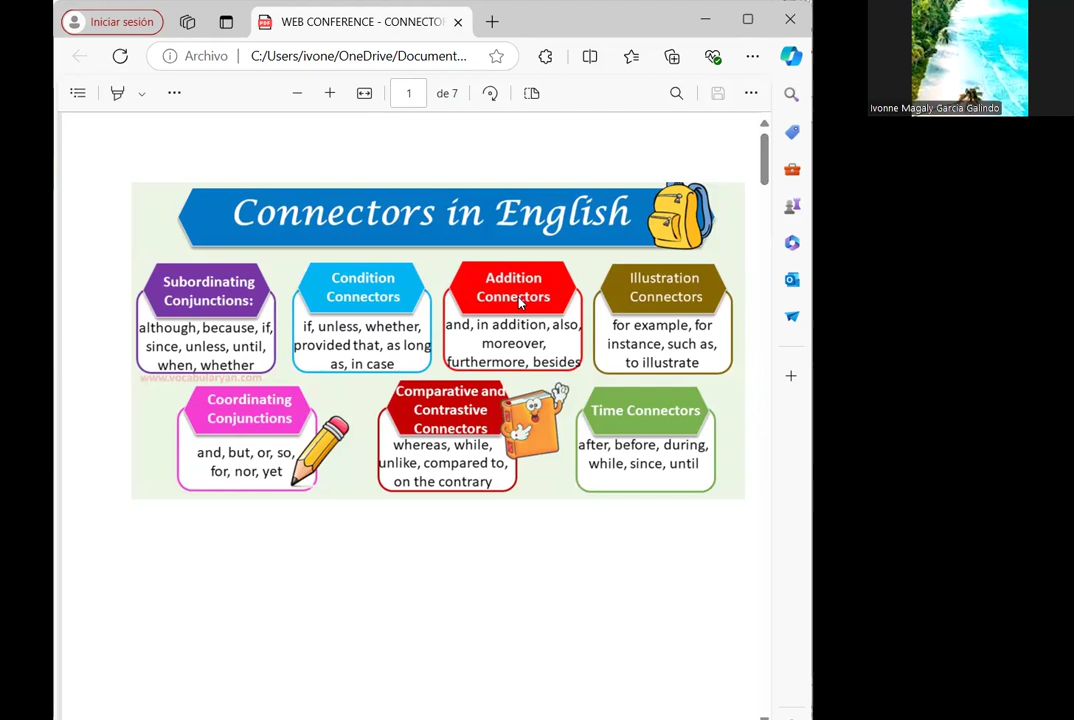 Iniciar sesión
WEB CONFERENCE - CONNECTO
Archivo
C:/Users/ivone/OneDrive/Document...
1
de 7
Connectors in English
Subordinating
Conjunctions:
although, because, if,
since, unless, until,
when, whether
www.vocabularyan.com
Condition
Connectors
if, unless, whether,
provided that, as long
as, in case
Addition
Connectors
and, in addition, also,
moreover,
furthermore, besides
Illustration
Connectors
for example, for
instance, such as,
to illustrate
Coordinating
Conjunctions
and, but, or, so,
for, nor, yet
Comparative and
Contrastive
Connectors
whereas, while,
unlike, compared to,
on the contrary
Time Connectors
after, before, during,
while, since, until
Ivonne Magaly García Galindo